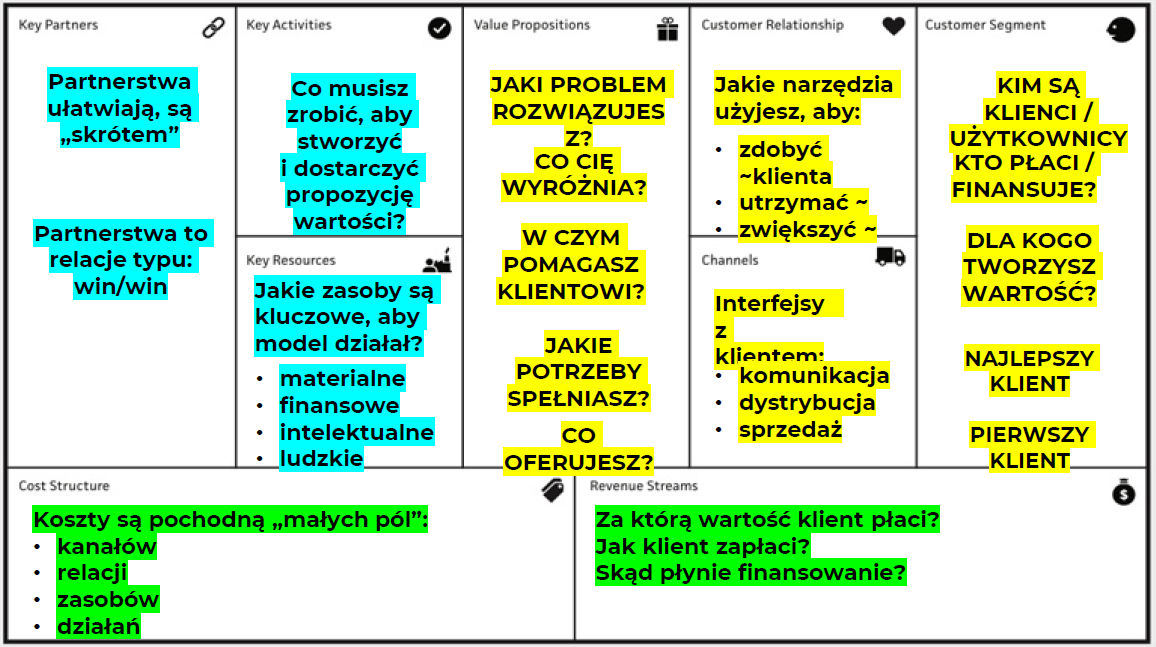 Key Partners
Partnerstwa
ułatwiają, są
„skrótem”
Partnerstwa to
relacje typu:
win/win
Key Activities
Co musisz
zrobić, aby
stworzyć
i dostarczyć
propozycję
wartości?
Key Resources
Jakie zasoby są
kluczowe, aby
model działał?
• materialne
• finansowe
• intelektualne
• ludzkie
Value Propositions
JAKI PROBLEM
ROZWIĄZUJES
Z?
CO CIĘ
WYRÓŻNIA?
W CZYM
POMAGASZ
KLIENTOWI?
JAKIE
POTRZEBY
SPEŁNIASZ?
CO
OFERUJESZ?
Customer Relationship
Jakie narzędzia
użyjesz, aby:
• zdobyć
~klienta
• utrzymać ~
• zwiększyć ~
Channels
Interfejsy
z
klientem:
• komunikacja
• dystrybucja
• sprzedaż
Customer Segment
KIM SĄ
KLIENCI /
UŻYTKOWNICY
KTO PŁACI /
FINANSUJE?
DLA KOGO
TWORZYSZ
WARTOŚĆ?
NAJLEPSZY
KLIENT
PIERWSZY
KLIENT
Cost Structure
Koszty są pochodną „małych pól”:
• kanałów
• relacji
• zasobów
• działań
Revenue Streams
Za którą wartość klient płaci?
Jak klient zapłaci?
Skąd płynie finansowanie?